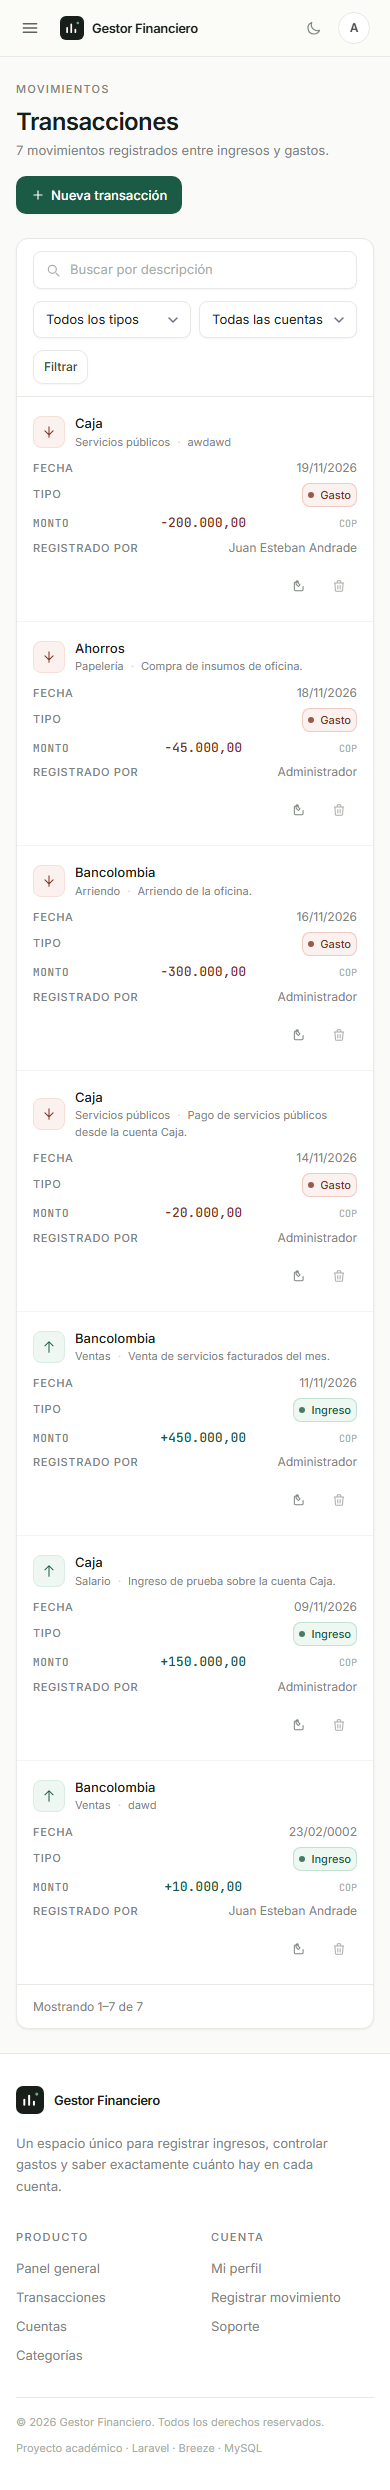 Gestor Financiero
A
MOVIMIENTOS
Transacciones
7 movimientos registrados entre ingresos y gastos.
+ Nueva transacción
Buscar por descripción
Todos los tipos
Todas las cuentas
Filtrar
Caja
Servicios públicos · awdawd
FECHA 19/11/2026
TIPO Gasto
MONTO -200.000,00 COP
REGISTRADO POR Juan Esteban Andrade
Ahorros
Papelería · Compra de insumos de oficina.
FECHA 18/11/2026
TIPO Gasto
MONTO -45.000,00 COP
REGISTRADO POR Administrador
Bancolombia
Arriendo · Arriendo de la oficina.
FECHA 16/11/2026
TIPO Gasto
MONTO -300.000,00 COP
REGISTRADO POR Administrador
Caja
Servicios públicos · Pago de servicios públicos
desde la cuenta Caja.
FECHA 14/11/2026
TIPO Gasto
MONTO -20.000,00 COP
REGISTRADO POR Administrador
Bancolombia
Ventas · Venta de servicios facturados del mes.
FECHA 11/11/2026
TIPO Ingreso
MONTO +450.000,00 COP
REGISTRADO POR Administrador
Caja
Salario · Ingreso de prueba sobre la cuenta Caja.
FECHA 09/11/2026
TIPO Ingreso
MONTO +150.000,00 COP
REGISTRADO POR Administrador
Bancolombia
Ventas · dawd
FECHA 23/02/0002
TIPO Ingreso
MONTO +10.000,00 COP
REGISTRADO POR Juan Esteban Andrade
Mostrando 1–7 de 7
Gestor Financiero
Un espacio único para registrar ingresos, controlar
gastos y saber exactamente cuánto hay en cada
cuenta.
PRODUCTO
Panel general
Transacciones
Cuentas
Categorías
CUENTA
Mi perfil
Registrar movimiento
Soporte
© 2026 Gestor Financiero. Todos los derechos reservados.
Proyecto académico · Laravel · Breeze · MySQL